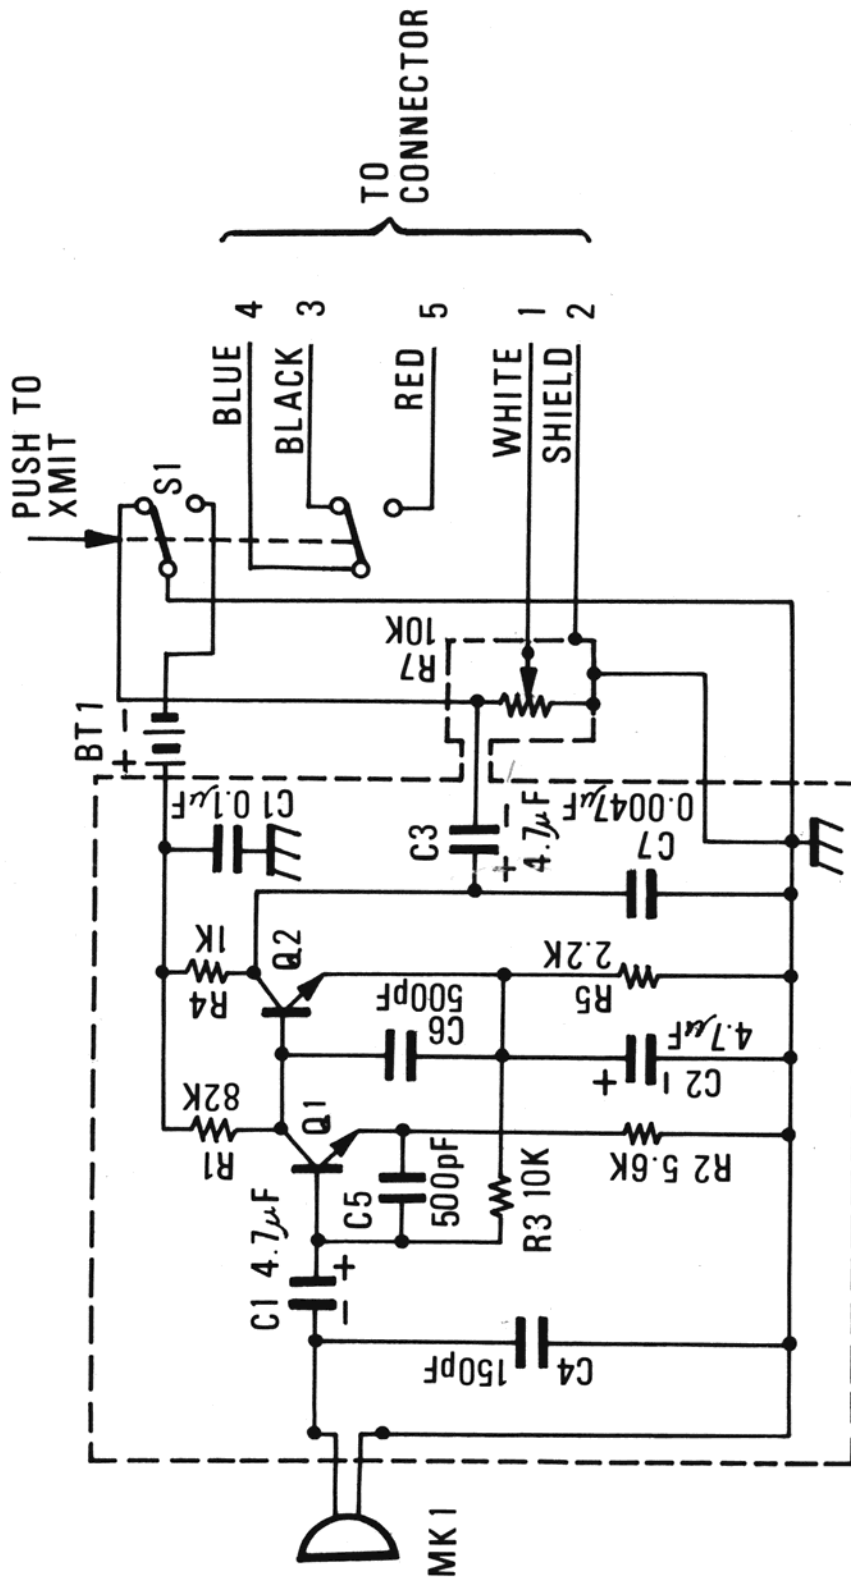 PUSH TO
XMIT
S1
BT1
-
+
BLUE 4
BLACK 3
RED 5
WHITE 1
SHIELD 2
TO
CONNECTOR
R7
10K
C1 0.1µF
R4
1K
Q2
C3
+
-
4.7µF
C7
0.0047µF
R1
82K
Q1
C6
500pF
R5
2.2K
C2
+
-
4.7µF
C1 4.7µF
-
+
C5
500pF
R3 10K
R2 5.6K
C4
150pF
MK1